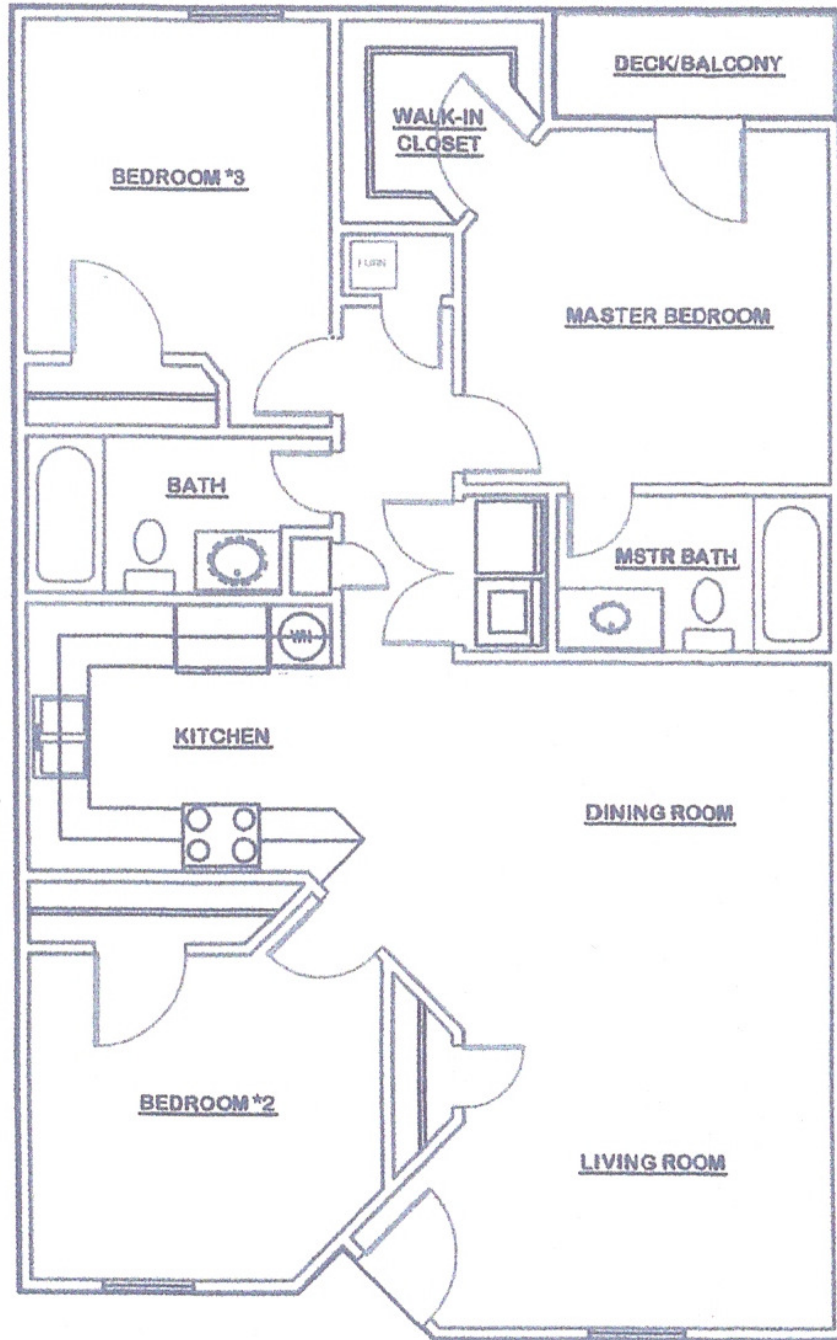 DECK/BALCONY
WALK-IN
CLOSET
BEDROOM *3
FURN
MASTER BEDROOM
BATH
MSTR BATH
WH
KITCHEN
DINING ROOM
BEDROOM *2
LIVING ROOM